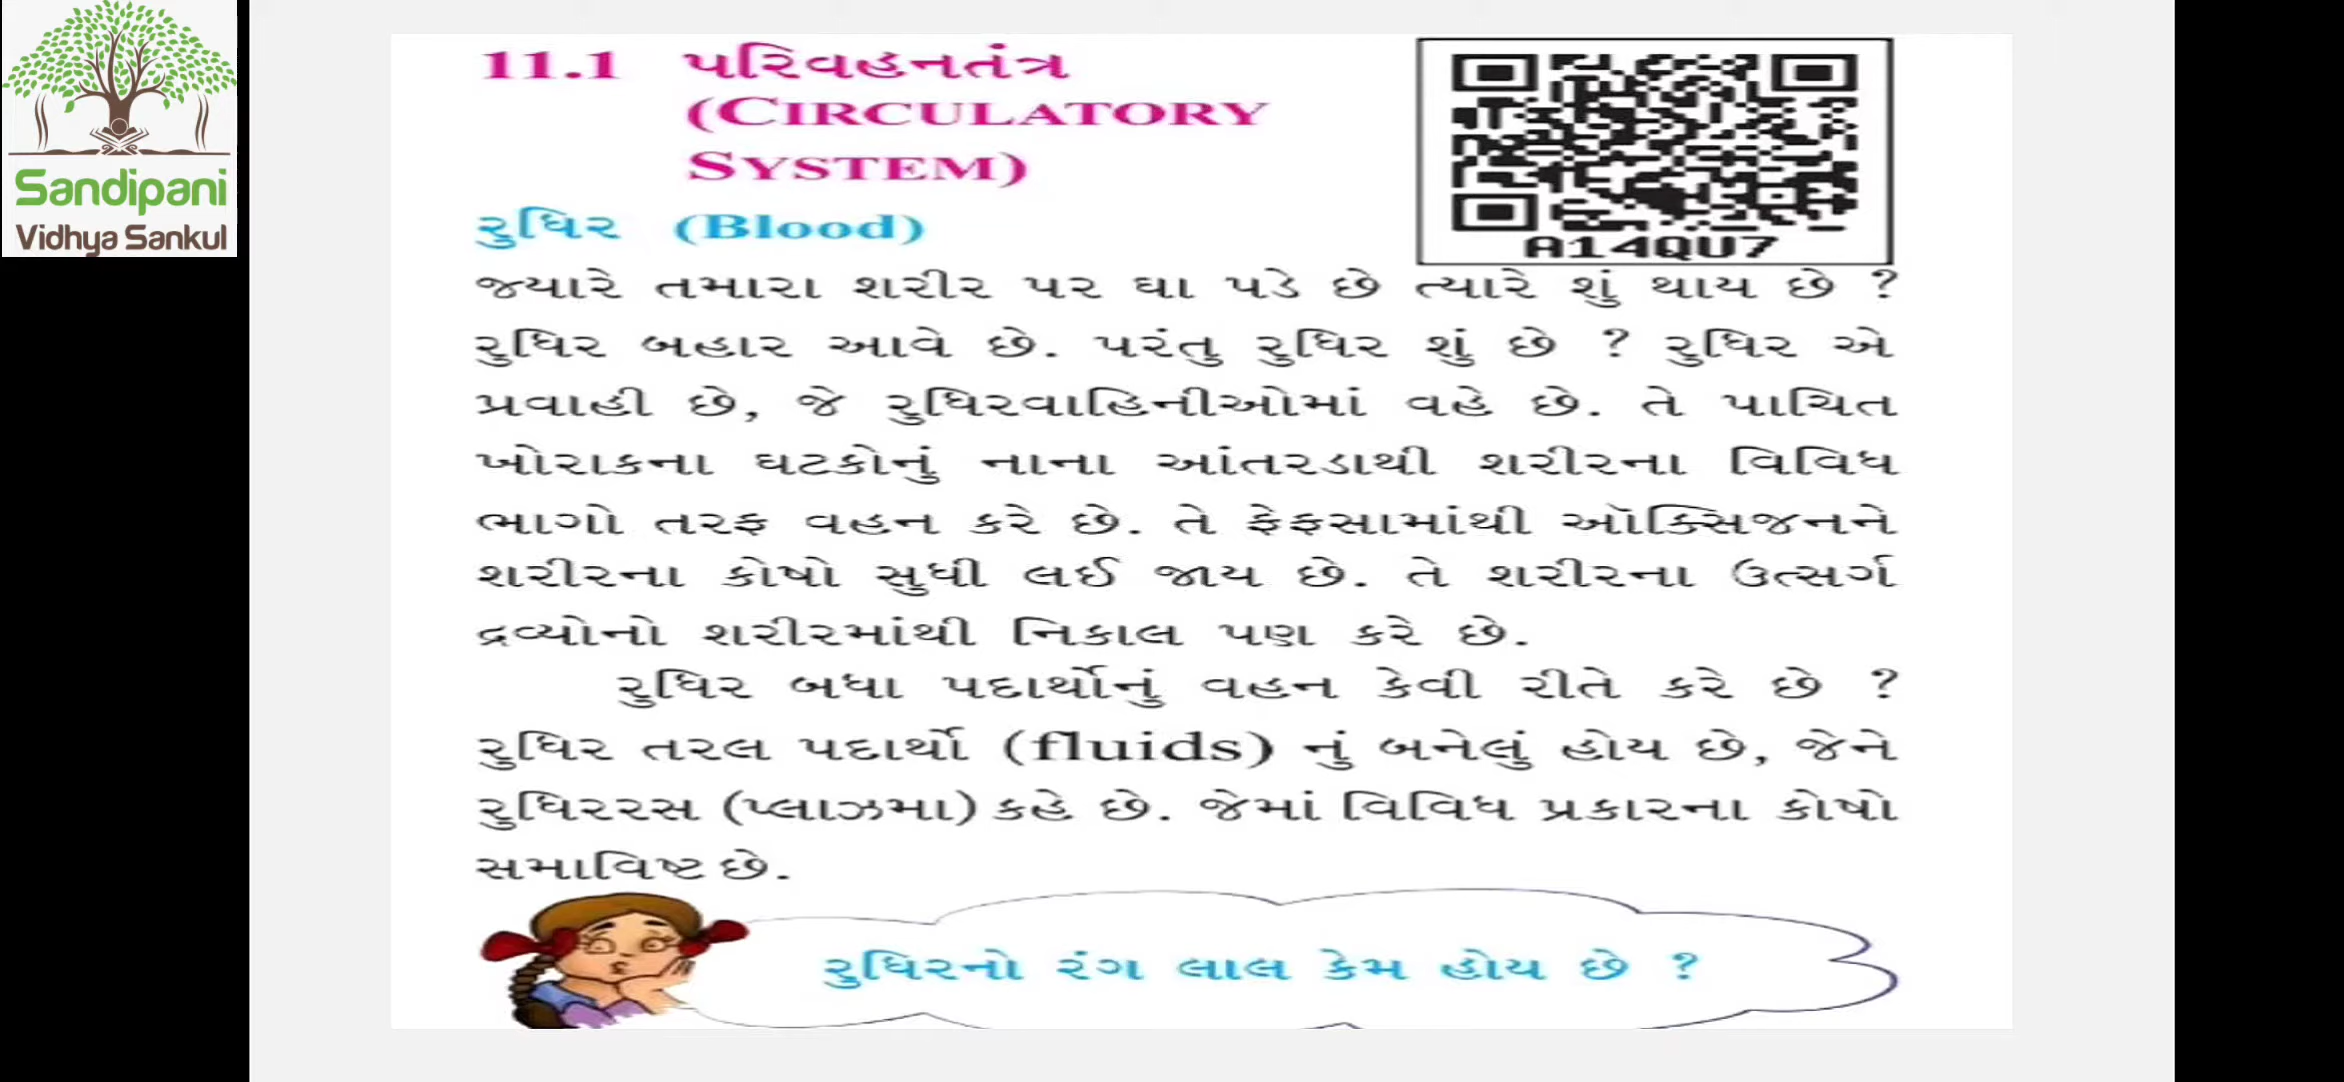 Sandipani
Vidhya Sankul
11.1 પરિવહનતંત્ર
(CIRCULATORY
SYSTEM)
A14QU7
રુધિર (Blood)
જ્યારે તમારા શરીર પર ઘા પડે છે ત્યારે શું થાય છે ?
રુધિર બહાર આવે છે. પરંતુ રુધિર શું છે ? રુધિર એ
પ્રવાહી છે, જે રુધિરવાહિનીઓમાં વહે છે. તે પાચિત
ખોરાકના ઘટકોનું નાના આંતરડાથી શરીરના વિવિધ
ભાગો તરફ વહન કરે છે. તે ફેફસામાંથી ઑક્સિજનને
શરીરના કોષો સુધી લઈ જાય છે. તે શરીરના ઉત્સર્ગ
દ્રવ્યોનો શરીરમાંથી નિકાલ પણ કરે છે.
રુધિર બધા પદાર્થોનું વહન કેવી રીતે કરે છે ?
રુધિર તરલ પદાર્થો (fluids) નું બનેલું હોય છે, જેને
રુધિરરસ (પ્લાઝમા) કહે છે. જેમાં વિવિધ પ્રકારના કોષો
સમાવિષ્ટ છે.
રુધિરનો રંગ લાલ કેમ હોય છે ?